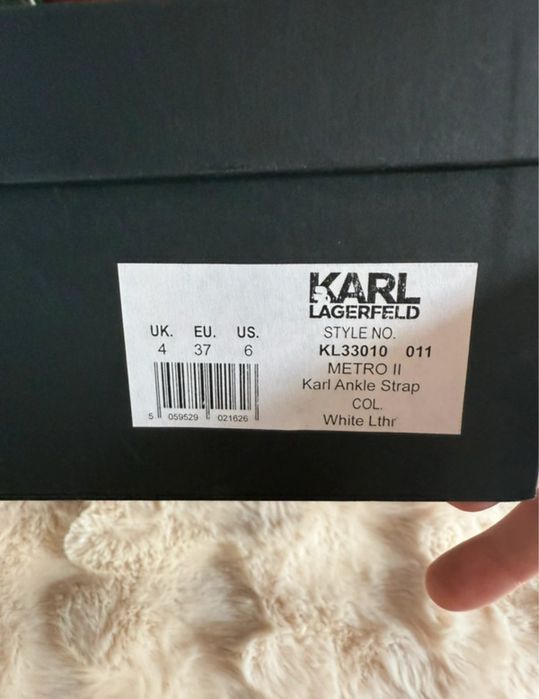 KARL
LAGERFELD
UK. EU. US.
4 37 6
STYLE NO.
KL33010 011
METRO II
Karl Ankle Strap
COL.
White Lthr
5 059529 021626